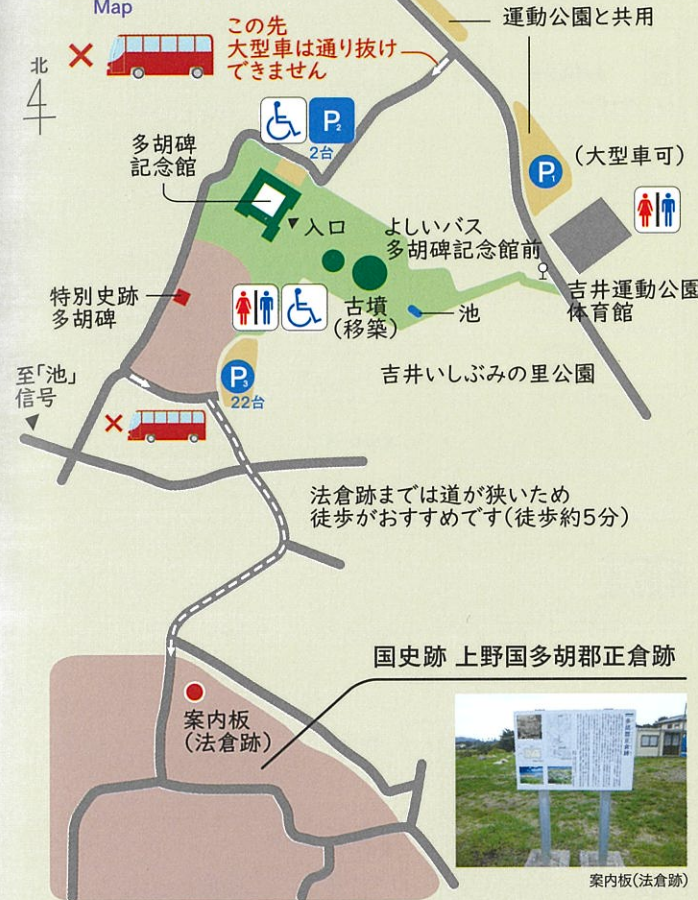 Map
運動公園と共用
この先
大型車は通り抜け
できません
北
P2
2台
多胡碑
記念館
P1
(大型車可)
入口
よしいバス
多胡碑記念館前
特別史跡
多胡碑
古墳
(移築)
池
吉井運動公園
体育館
至「池」
信号
P3
22台
吉井いしぶみの里公園
法倉跡までは道が狭いため
徒歩がおすすめです(徒歩約5分)
国史跡 上野国多胡郡正倉跡
案内板
(法倉跡)
案内板(法倉跡)